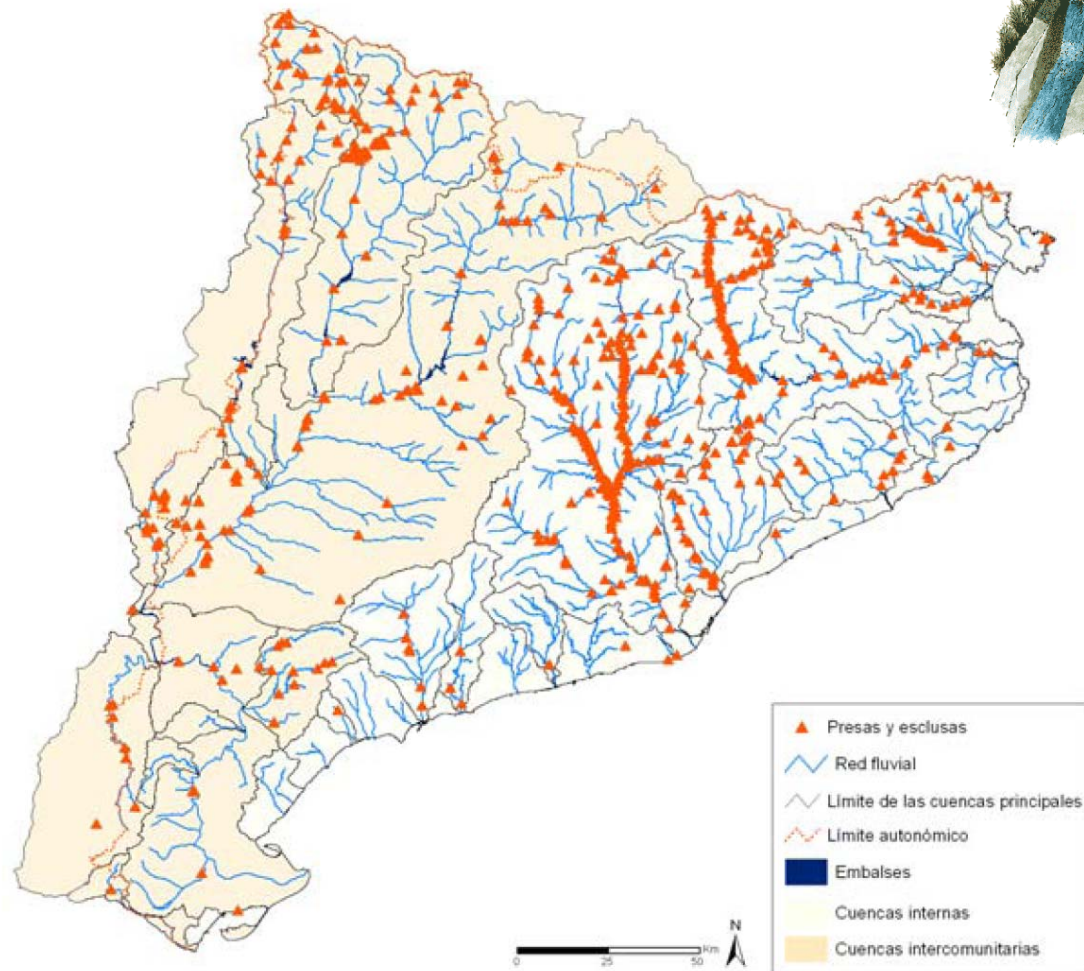 Presas y esclusas
Red fluvial
Límite de las cuencas principales
Límite autonómico
Embalses
Cuencas internas
Cuencas intercomunitarias
N
Km
0 25 50